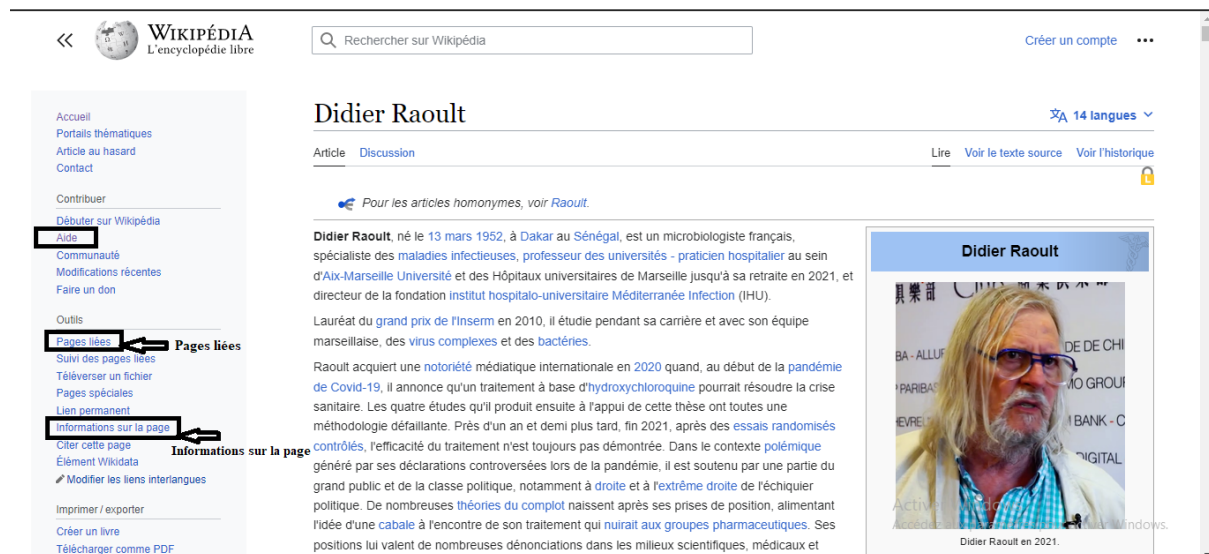 WIKIPÉDIA
L'encyclopédie libre
Rechercher sur Wikipédia
Créer un compte
Accueil
Portails thématiques
Article au hasard
Contact
Contribuer
Débuter sur Wikipédia
Aide
Communauté
Modifications récentes
Faire un don
Outils
Pages liées
Pages liées
Suivi des pages liées
Téléverser un fichier
Pages spéciales
Lien permanent
Informations sur la page
Citer cette page
Informations sur la page
Élément Wikidata
Modifier les liens interlangues
Imprimer / exporter
Créer un livre
Télécharger comme PDF
Didier Raoult
14 langues
Article Discussion
Lire Voir le texte source Voir l'historique
Pour les articles homonymes, voir Raoult.
Didier Raoult, né le 13 mars 1952, à Dakar au Sénégal, est un microbiologiste français,
spécialiste des maladies infectieuses, professeur des universités - praticien hospitalier au sein
d'Aix-Marseille Université et des Hôpitaux universitaires de Marseille jusqu'à sa retraite en 2021, et
directeur de la fondation institut hospitalo-universitaire Méditerranée Infection (IHU).
Lauréat du grand prix de l'Inserm en 2010, il étudie pendant sa carrière et avec son équipe
marseillaise, des virus complexes et des bactéries.
Raoult acquiert une notoriété médiatique internationale en 2020 quand, au début de la pandémie
de Covid-19, il annonce qu'un traitement à base d'hydroxychloroquine pourrait résoudre la crise
sanitaire. Les quatre études qu'il produit ensuite à l'appui de cette thèse ont toutes une
méthodologie défaillante. Près d'un an et demi plus tard, fin 2021, après des essais randomisés
contrôlés, l'efficacité du traitement n'est toujours pas démontrée. Dans le contexte polémique
généré par ses déclarations controversées lors de la pandémie, il est soutenu par une partie du
grand public et de la classe politique, notamment à droite et à l'extrême droite de l'échiquier
politique. De nombreuses théories du complot naissent après ses prises de position, alimentant
l'idée d'une cabale à l'encontre de son traitement qui nuirait aux groupes pharmaceutiques. Ses
positions lui valent de nombreuses dénonciations dans les milieux scientifiques, médicaux et
Didier Raoult
DE DE CHI
BA - ALLUF
PARIBA
MO GROUP
BANK - C
DIGITAL
Didier Raoult en 2021.